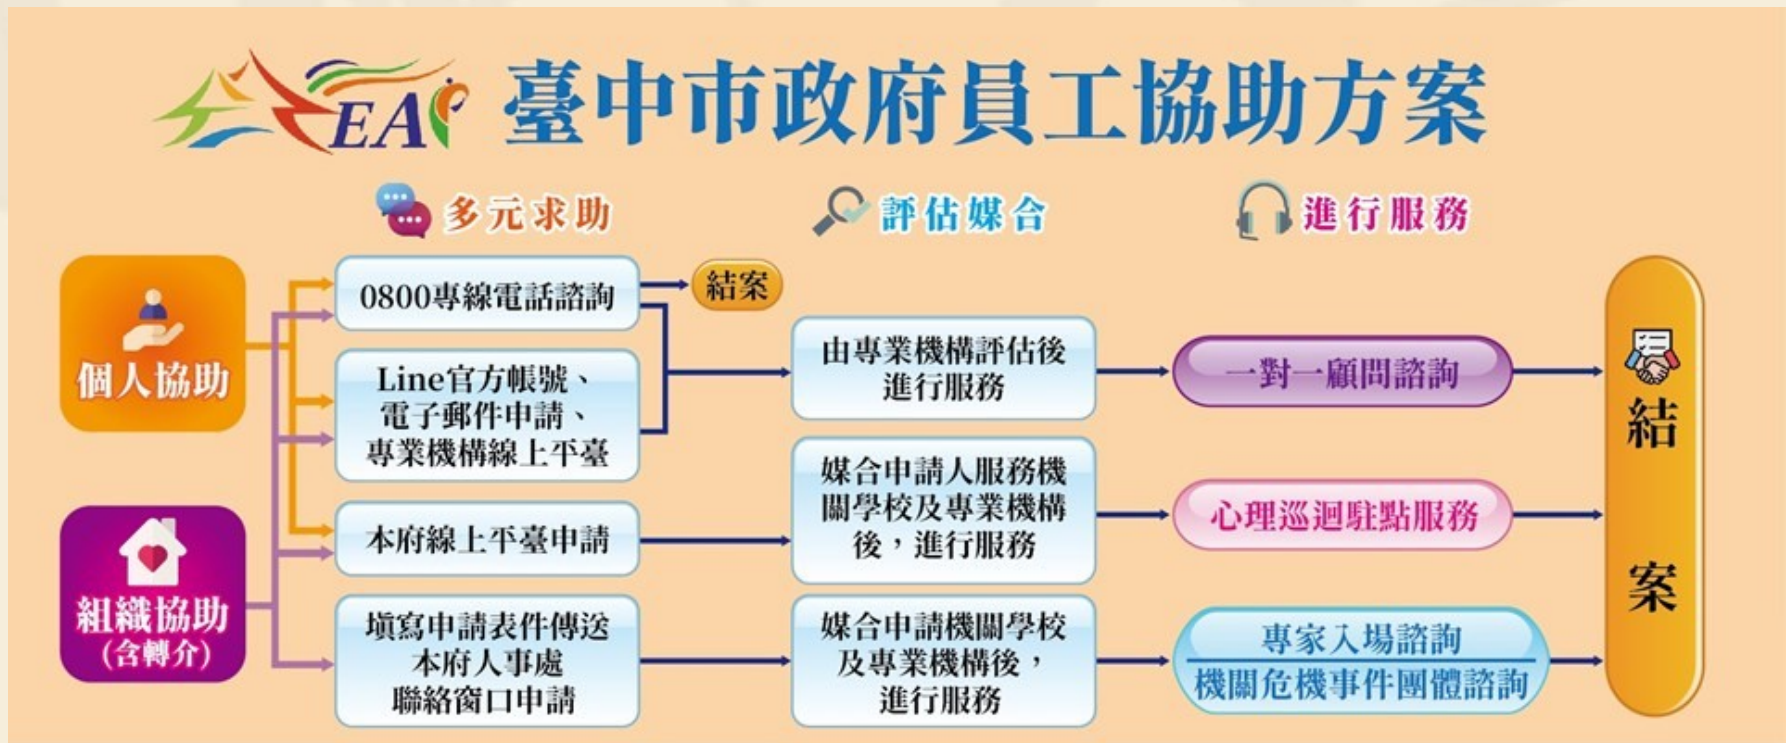 EAP 臺中市政府員工協助方案
多元求助
評估媒合
進行服務
個人協助
組織協助
(含轉介)
0800專線電話諮詢
結案
Line官方帳號、
電子郵件申請、
專業機構線上平臺
本府線上平臺申請
填寫申請表件傳送
本府人事處
聯絡窗口申請
由專業機構評估後
進行服務
媒合申請人服務機
關學校及專業機構
後，進行服務
媒合申請機關學校
及專業機構後，
進行服務
一對一顧問諮詢
心理巡迴駐點服務
專家入場諮詢
機關危機事件團體諮詢
結
案